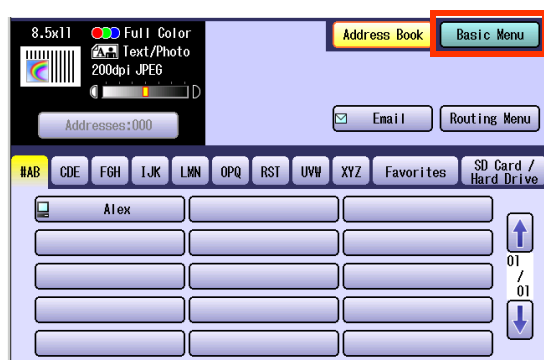 8.5x11 Full Color
Text/Photo
200dpi JPEG
Addresses:000
Address Book Basic Menu
Email Routing Menu
#AB CDE FGH IJK LMN OPQ RST UVW XYZ Favorites SD Card /
Hard Drive
Alex
01
/
01